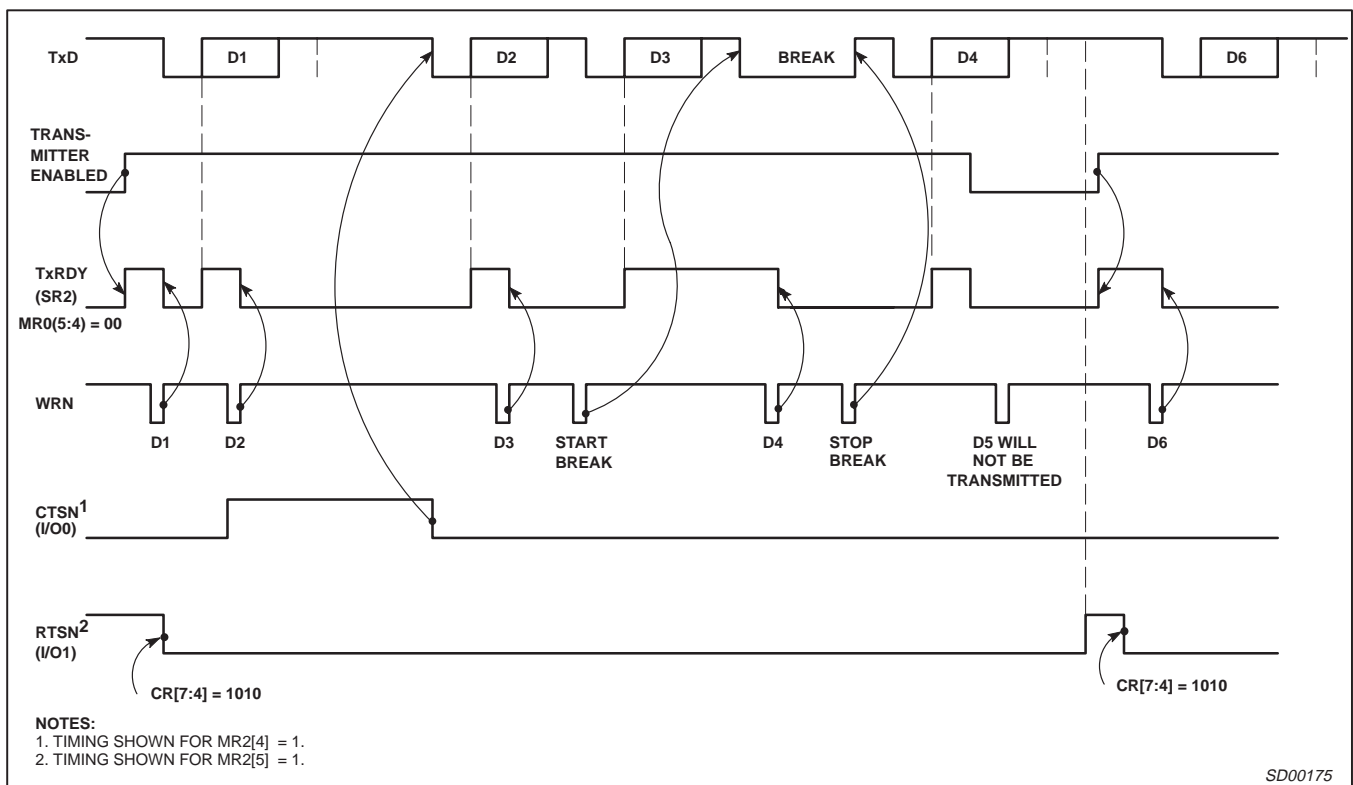 TxD
D1
D2
D3
BREAK
D4
D6
TRANS-
MITTER
ENABLED
TxRDY
(SR2)
MR0(5:4) = 00
WRN
D1
D2
D3
START
BREAK
D4
STOP
BREAK
D5 WILL
NOT BE
TRANSMITTED
D6
CTSN1
(I/O0)
RTSN2
(I/O1)
CR[7:4] = 1010
CR[7:4] = 1010
NOTES:
1. TIMING SHOWN FOR MR2[4] = 1.
2. TIMING SHOWN FOR MR2[5] = 1.
SD00175